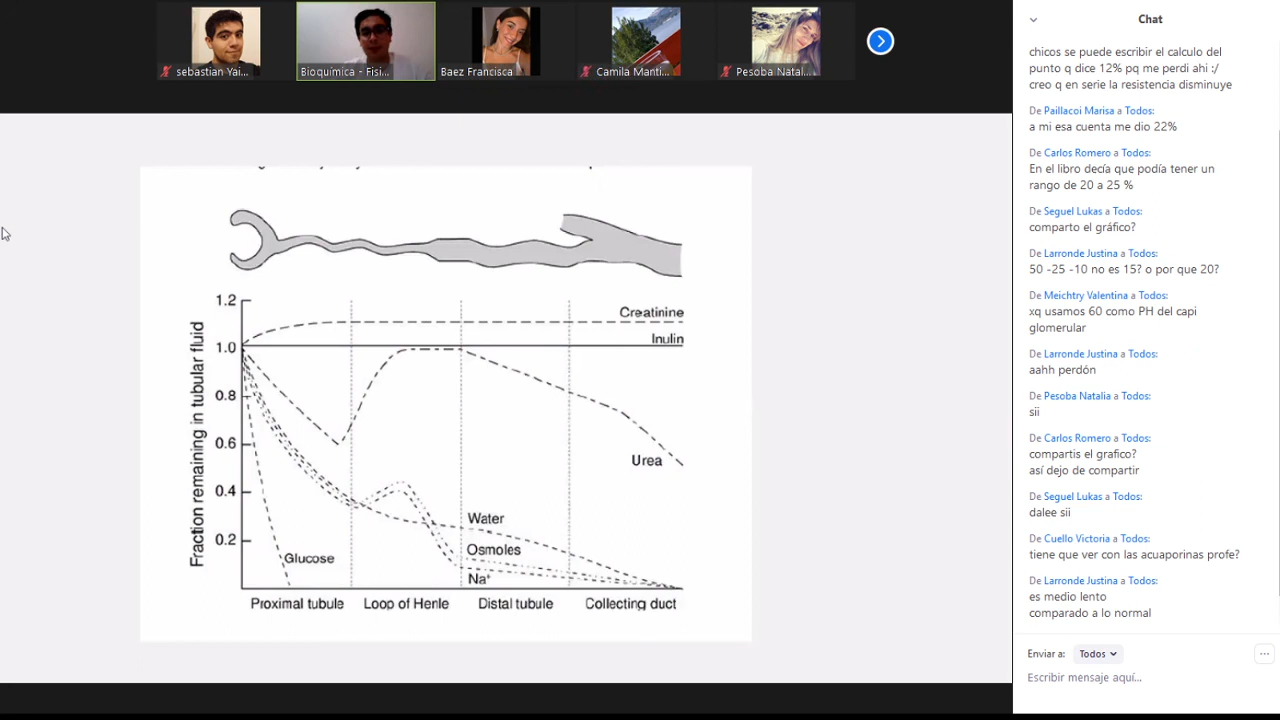 sebastian Yai...
Bioquímica - Fisi...
Baez Francisca
Camila Manti...
Pesoba Natal...
1.2
1.0
0.8
0.6
0.4
0.2
Fraction remaining in tubular fluid
Creatinine
Inulin
Urea
Water
Osmoles
Na+
Glucose
Proximal tubule
Loop of Henle
Distal tubule
Collecting duct
Chat
chicos se puede escribir el calculo del
punto q dice 12% pq me perdi ahi :/
creo q en serie la resistencia disminuye
De Paillacoi Marisa a Todos:
a mi esa cuenta me dio 22%
De Carlos Romero a Todos:
En el libro decía que podía tener un
rango de 20 a 25 %
De Seguel Lukas a Todos:
comparto el gráfico?
De Larronde Justina a Todos:
50 -25 -10 no es 15? o por que 20?
De Meichtry Valentina a Todos:
xq usamos 60 como PH del capi
glomerular
De Larronde Justina a Todos:
aahh perdón
De Pesoba Natalia a Todos:
sii
De Carlos Romero a Todos:
compartis el grafico?
así dejo de compartir
De Seguel Lukas a Todos:
dalee sii
De Cuello Victoria a Todos:
tiene que ver con las acuaporinas profe?
De Larronde Justina a Todos:
es medio lento
comparado a lo normal
Enviar a: Todos
Escribir mensaje aquí...